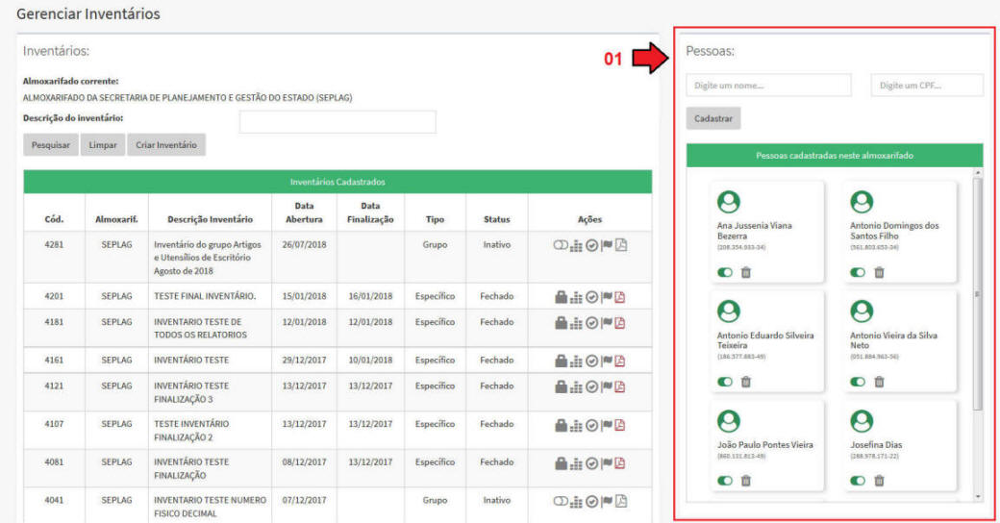 Gerenciar Inventários
Inventários:
Almoxarifado corrente:
ALMOXARIFADO DA SECRETARIA DE PLANEJAMENTO E GESTÃO DO ESTADO (SEPLAG)
Descrição do inventário:
Pesquisar Limpar Criar Inventário
Inventários Cadastrados
Cód. Almoxarif. Descrição Inventário Data Abertura Data Finalização Tipo Status Ações
4281 SEPLAG Inventário do grupo Artigos 26/07/2018 Grupo Inativo
e Utensílios de Escritório
Agosto de 2018
4201 SEPLAG TESTE FINAL INVENTÁRIO. 15/01/2018 16/01/2018 Específico Fechado
4181 SEPLAG INVENTARIO TESTE DE 12/01/2018 12/01/2018 Específico Fechado
TODOS OS RELATORIOS
4161 SEPLAG INVENTÁRIO TESTE 29/12/2017 10/01/2018 Específico Fechado
4121 SEPLAG INVENTÁRIO TESTE 13/12/2017 13/12/2017 Específico Fechado
FINALIZAÇÃO 3
4107 SEPLAG TESTE INVENTÁRIO 13/12/2017 13/12/2017 Específico Fechado
FINALIZAÇÃO 2
4081 SEPLAG INVENTÁRIO TESTE 08/12/2017 13/12/2017 Específico Fechado
FINALIZAÇÃO
4041 SEPLAG INVENTARIO TESTE NUMERO 07/12/2017 Grupo Inativo
FISICO DECIMAL
01
Pessoas:
Digite um nome... Digite um CPF...
Cadastrar
Pessoas cadastradas neste almoxarifado
Ana Jussenia Viana
Bezerra
(208.354.933-34)
Antonio Domingos dos
Santos Filho
(561.803.653-34)
Antonio Eduardo Silveira
Teixeira
(186.577.883-49)
Antonio Vieira da Silva
Neto
(051.884.963-56)
João Paulo Pontes Vieira
(860.131.813-49)
Josefina Dias
(288.978.171-22)